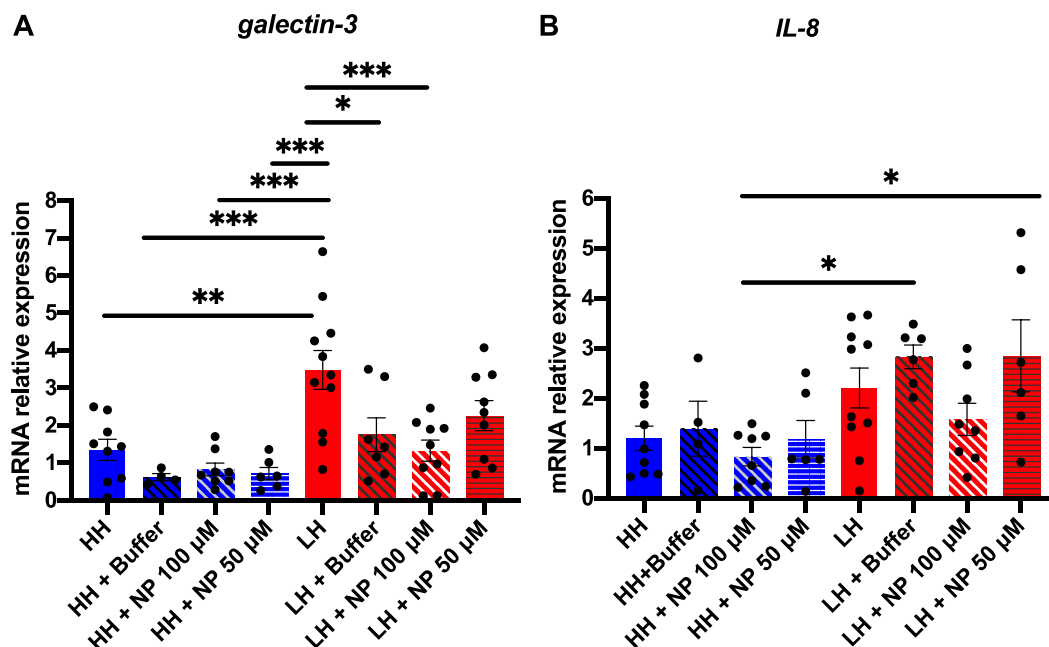 A
galectin-3
***
*
***
***
***
**
mRNA relative expression
8
7
6
5
4
3
2
1
0
HH
HH + Buffer
HH + NP 100 µM
HH + NP 50 µM
LH
LH + Buffer
LH + NP 100 µM
LH + NP 50 µM
B
IL-8
*
*
mRNA relative expression
6
5
4
3
2
1
0
HH
HH+Buffer
HH + NP 100 µM
HH + NP 50 µM
LH
LH + Buffer
LH + NP 100 µM
LH + NP 50 µM